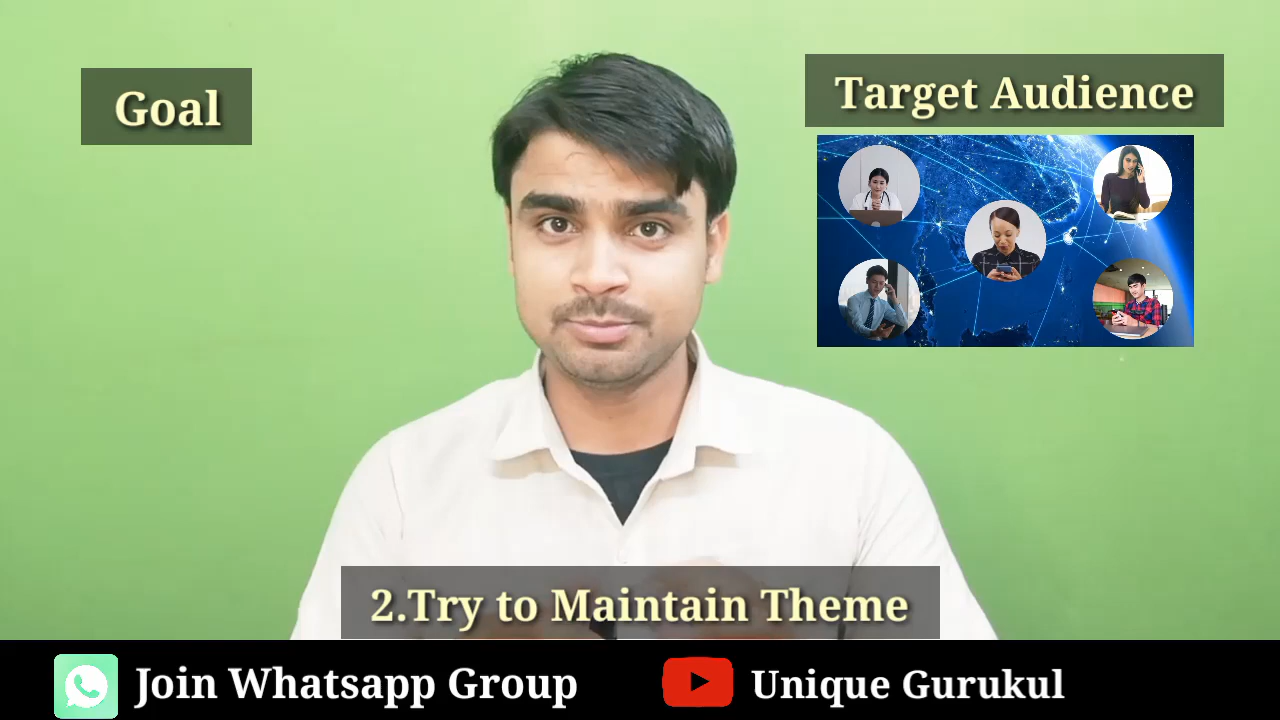 Goal
Target Audience
2.Try to Maintain Theme
Join Whatsapp Group
Unique Gurukul